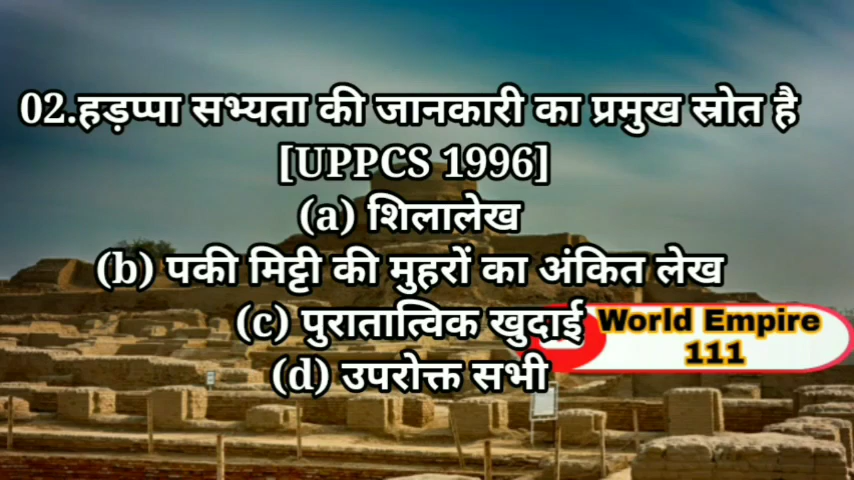 02.हड़प्पा सभ्यता की जानकारी का प्रमुख स्रोत है
[UPPCS 1996]
(a) शिलालेख
(b) पकी मिट्टी की मुहरों का अंकित लेख
(c) पुरातात्विक खुदाई
World Empire
111
(d) उपरोक्त सभी